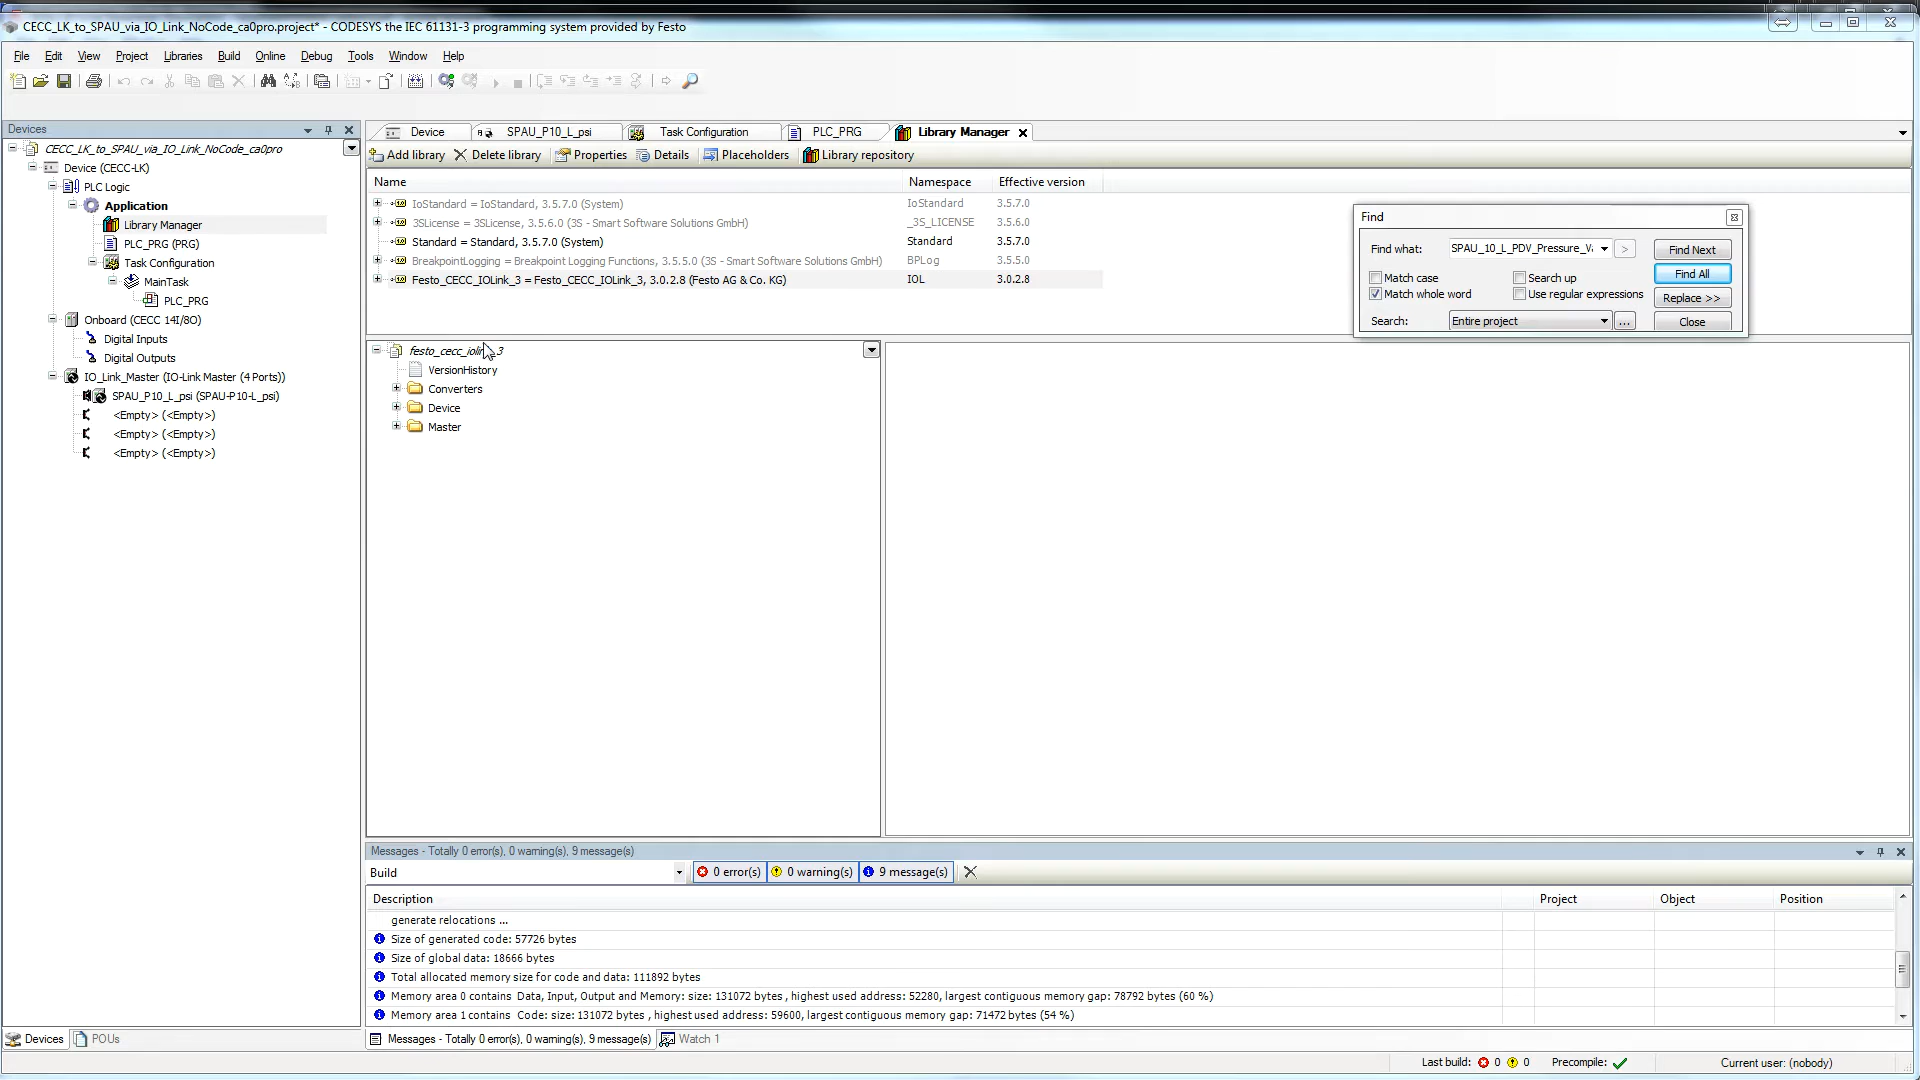 CECC_LK_to_SPAU_via_IO_Link_NoCode_ca0pro.project* - CODESYS the IEC 61131-3 programming system provided by Festo
File Edit View Project Libraries Build Online Debug Tools Window Help
Devices
CECC_LK_to_SPAU_via_IO_Link_NoCode_ca0pro
Device (CECC-LK)
PLC Logic
Application
Library Manager
PLC_PRG (PRG)
Task Configuration
MainTask
PLC_PRG
Onboard (CECC 14I/8O)
Digital Inputs
Digital Outputs
IO_Link_Master (IO-Link Master (4 Ports))
SPAU_P10_L_psi (SPAU-P10-L_psi)
<Empty> (<Empty>)
<Empty> (<Empty>)
<Empty> (<Empty>)
Devices POUs
Device SPAU_P10_L_psi Task Configuration PLC_PRG Library Manager
Add library Delete library Properties Details Placeholders Library repository
Name Namespace Effective version
IoStandard = IoStandard, 3.5.7.0 (System) IoStandard 3.5.7.0
3SLicense = 3SLicense, 3.5.6.0 (3S - Smart Software Solutions GmbH) _3S_LICENSE 3.5.6.0
Standard = Standard, 3.5.7.0 (System) Standard 3.5.7.0
BreakpointLogging = Breakpoint Logging Functions, 3.5.5.0 (3S - Smart Software Solutions GmbH) BPLog 3.5.5.0
Festo_CECC_IOLink_3 = Festo_CECC_IOLink_3, 3.0.2.8 (Festo AG & Co. KG) IOL 3.0.2.8
Find
Find what: SPAU_10_L_PDV_Pressure_V > Find Next
Match case Search up Find All
Match whole word Use regular expressions Replace >>
Search: Entire project ... Close
festo_cecc_iolink_3
VersionHistory
Converters
Device
Master
Messages - Totally 0 error(s), 0 warning(s), 9 message(s)
Build 0 error(s) 0 warning(s) 9 message(s)
Description Project Object Position
generate relocations ...
Size of generated code: 57726 bytes
Size of global data: 18666 bytes
Total allocated memory size for code and data: 111892 bytes
Memory area 0 contains Data, Input, Output and Memory: size: 131072 bytes , highest used address: 52280, largest contiguous memory gap: 78792 bytes (60 %)
Memory area 1 contains Code: size: 131072 bytes , highest used address: 59600, largest contiguous memory gap: 71472 bytes (54 %)
Messages - Totally 0 error(s), 0 warning(s), 9 message(s) Watch 1
Last build: 0 0 Precompile: Current user: (nobody)